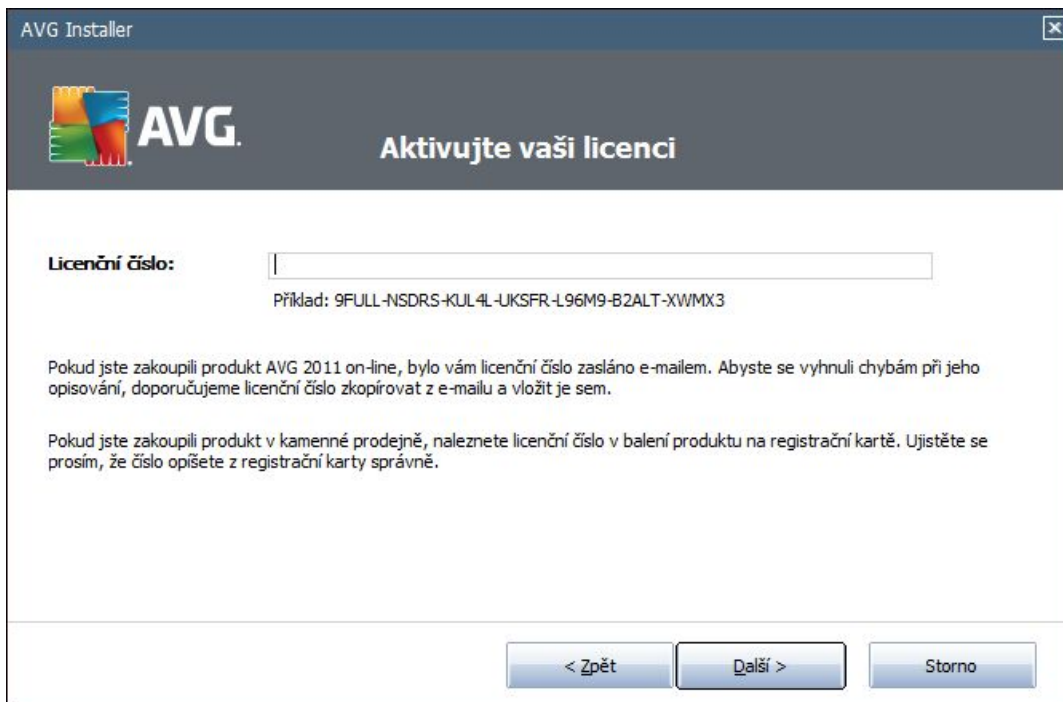 AVG Installer
AVG.
Aktivujte vaši licenci
Licenční číslo:
Příklad: 9FULL-NSDRS-KUL4L-UKSFR-L96M9-B2ALT-XWMX3
Pokud jste zakoupili produkt AVG 2011 on-line, bylo vám licenční číslo zasláno e-mailem. Abyste se vyhnuli chybám při jeho
opisování, doporučujeme licenční číslo zkopírovat z e-mailu a vložit je sem.
Pokud jste zakoupili produkt v kamenné prodejně, naleznete licenční číslo v balení produktu na registrační kartě. Ujistěte se
prosím, že číslo opíšete z registrační karty správně.
< Zpět
Další >
Storno